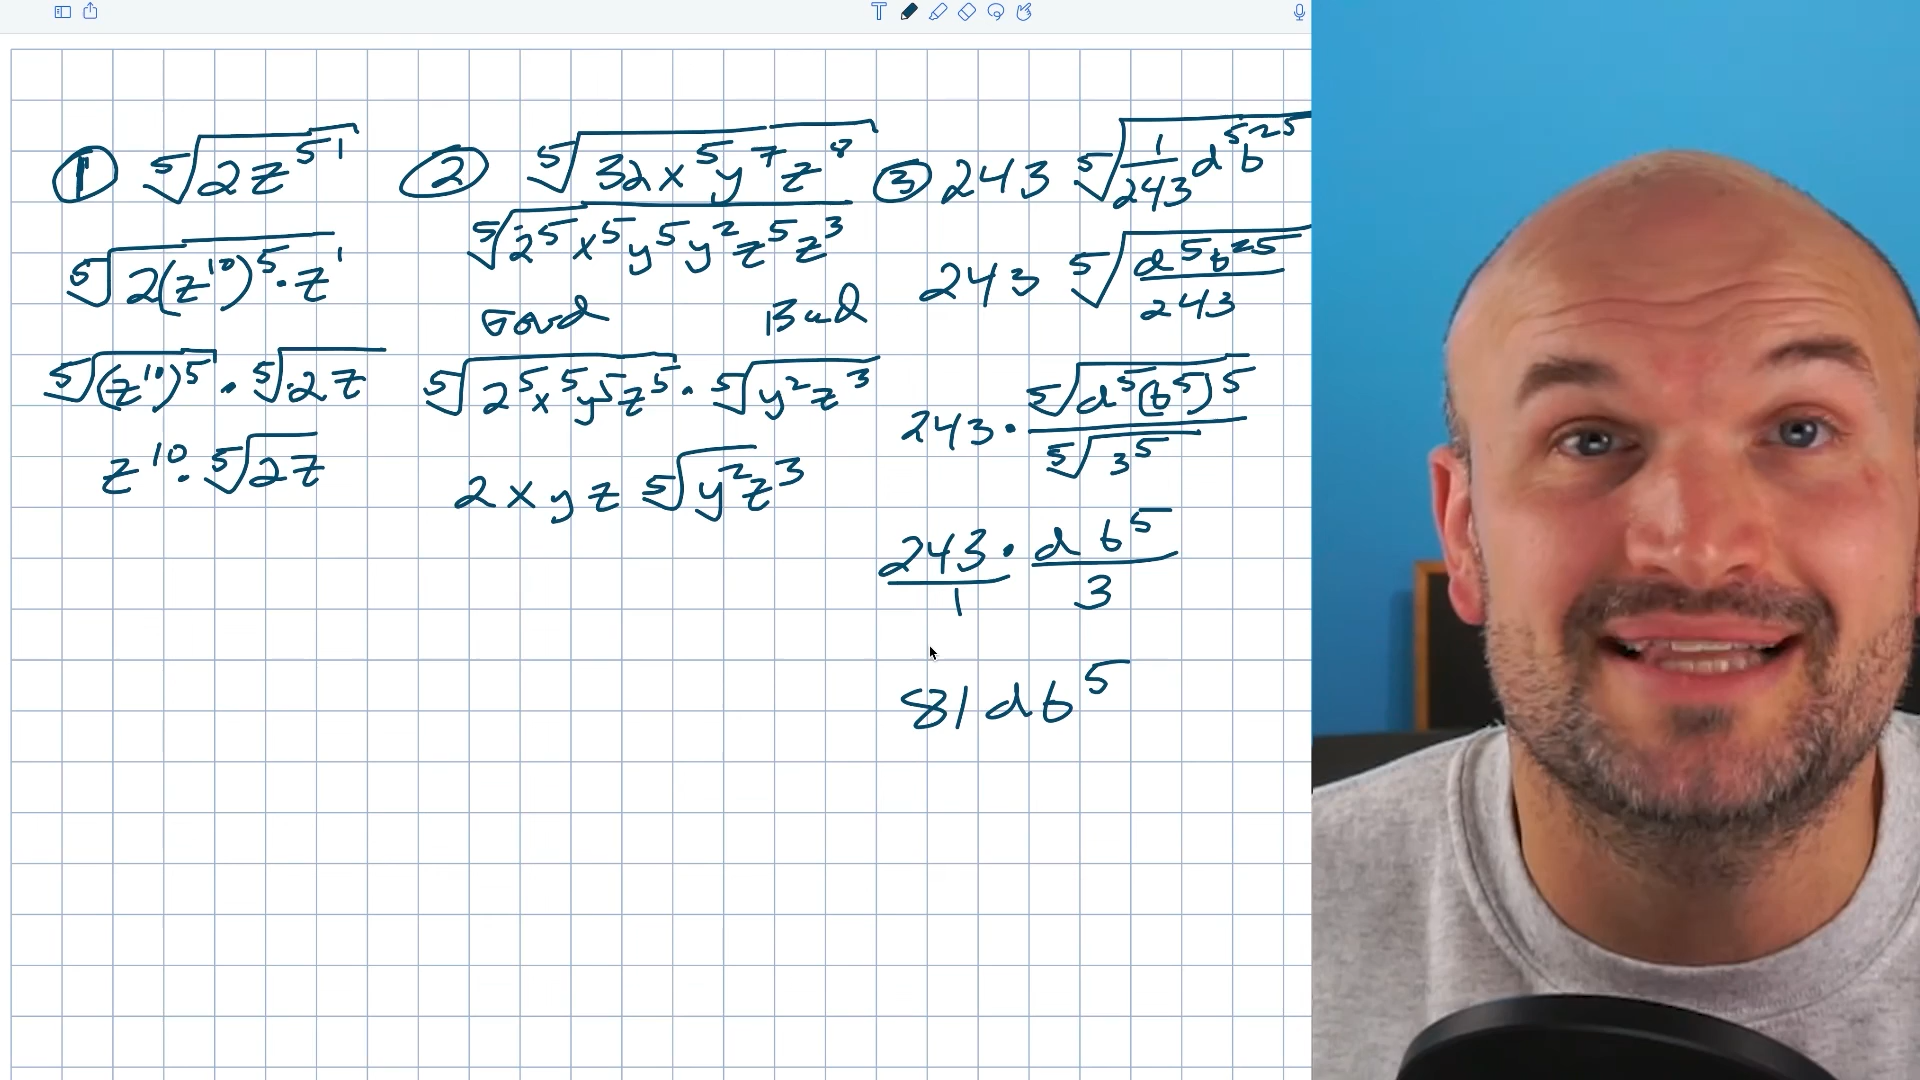 ① ⁵√(2z⁵¹)
⁵√(2(z¹⁰)⁵·z¹)
⁵√((z¹⁰)⁵) · ⁵√(2z)
z¹⁰ · ⁵√(2z)
② ⁵√(32x⁵y⁷z⁸)
⁵√(2⁵x⁵y⁵y²z⁵z³)
Good Bad
⁵√(2⁵x⁵y⁵z⁵) · ⁵√(y²z³)
2xyz ⁵√(y²z³)
③ 243 ⁵√(1/243 d⁵b²⁵)
243 ⁵√(d⁵b²⁵/243)
243 · ⁵√(d⁵(b⁵)⁵) / ⁵√(3⁵)
243/1 · db⁵/3
81db⁵